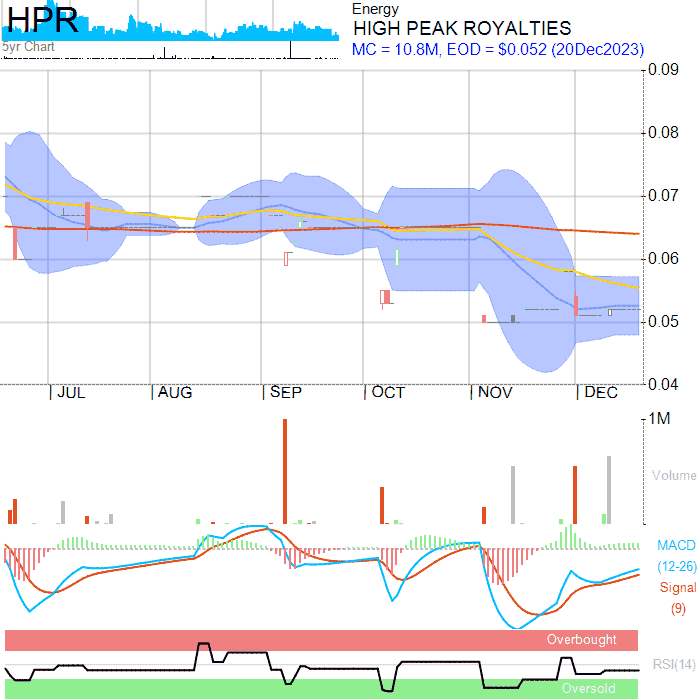 HPR
5yr Chart
Energy
HIGH PEAK ROYALTIES
MC = 10.8M, EOD = $0.052 (20Dec2023)
0.09
0.08
0.07
0.06
0.05
0.04
JUL AUG SEP OCT NOV DEC
1M
Volume
MACD
(12-26)
Signal
(9)
Overbought
RSI(14)
Oversold